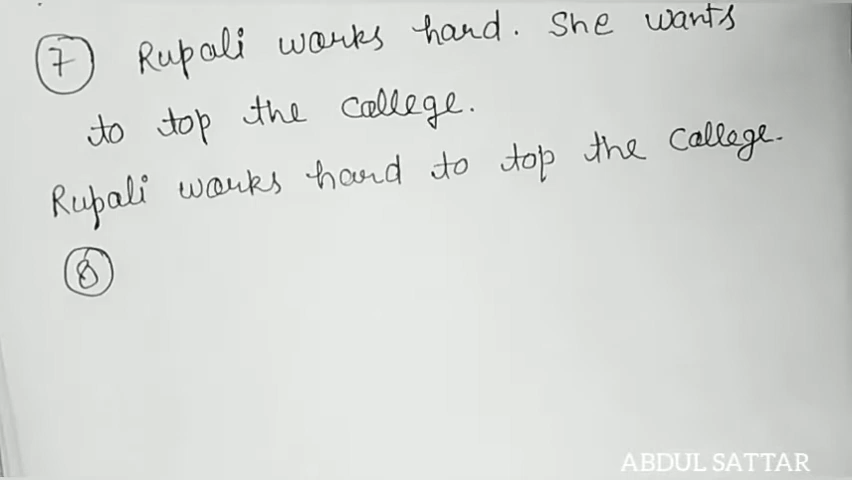 7 Rupali works hard. She wants
to top the college.
Rupali works hard to top the college.
8
ABDUL SATTAR